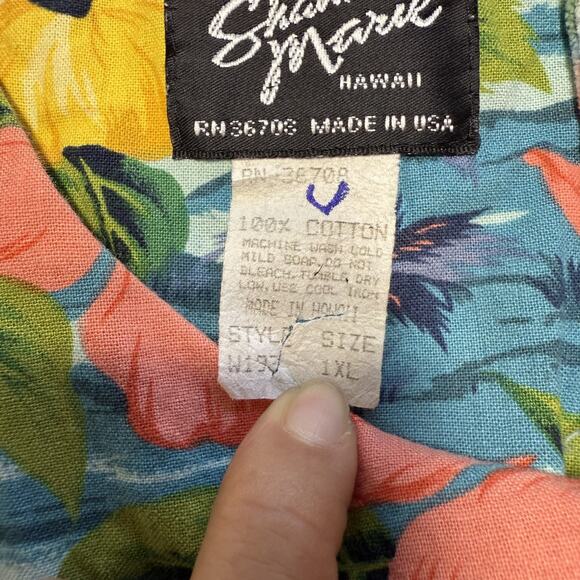 Marie
HAWAII
RN36708 MADE IN USA
RN 36708
100% COTTON
MACHINE WASH COLD
MILD SOAP, DO NOT
BLEACH, TUMBLE DRY
LOW, USE COOL IRON
MADE IN HAWAII
STYLE SIZE
W193 1XL